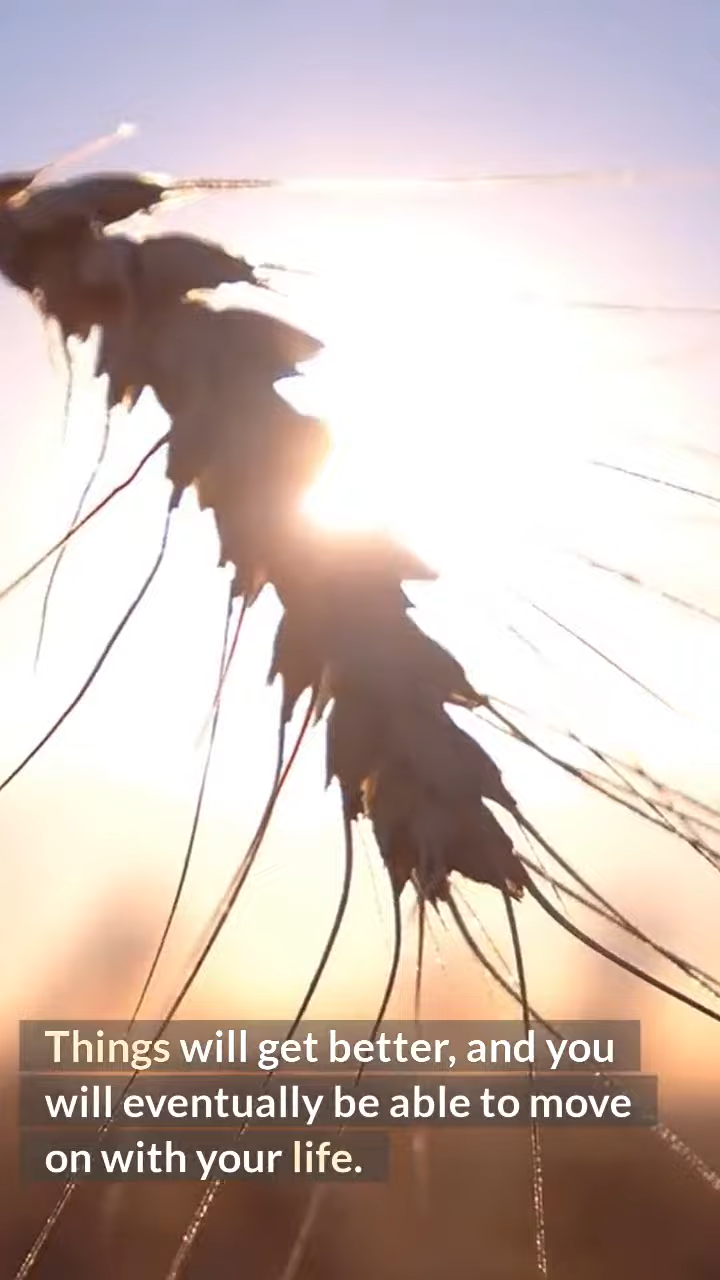 Things will get better, and you
will eventually be able to move
on with your life.